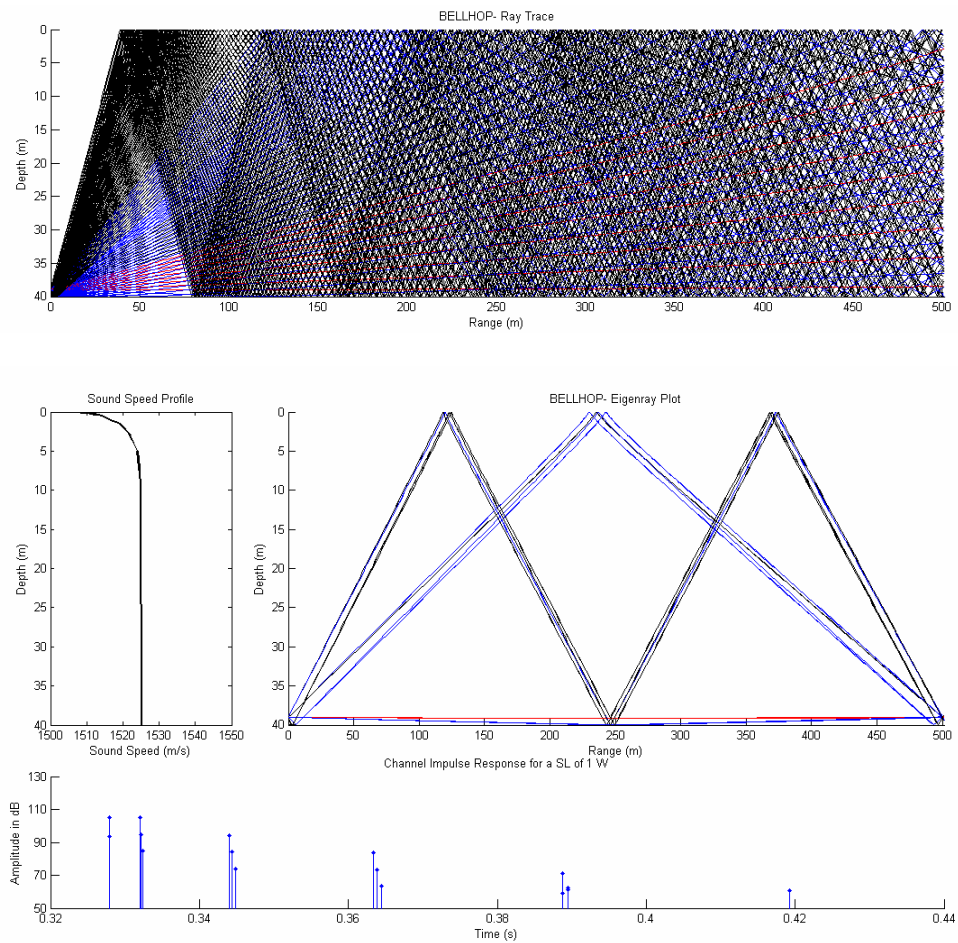 BELLHOP- Ray Trace
Depth (m)
0
5
10
15
20
25
30
35
40
0 50 100 150 200 250 300 350 400 450 500
Range (m)
Sound Speed Profile
Depth (m)
0
5
10
15
20
25
30
35
40
1500 1510 1520 1530 1540 1550
Sound Speed (m/s)
BELLHOP- Eigenray Plot
Depth (m)
0
5
10
15
20
25
30
35
40
0 50 100 150 200 250 300 350 400 450 500
Range (m)
Channel Impulse Response for a SL of 1 W
Amplitude in dB
130
110
90
70
50
0.32 0.34 0.36 0.38 0.4 0.42 0.44
Time (s)